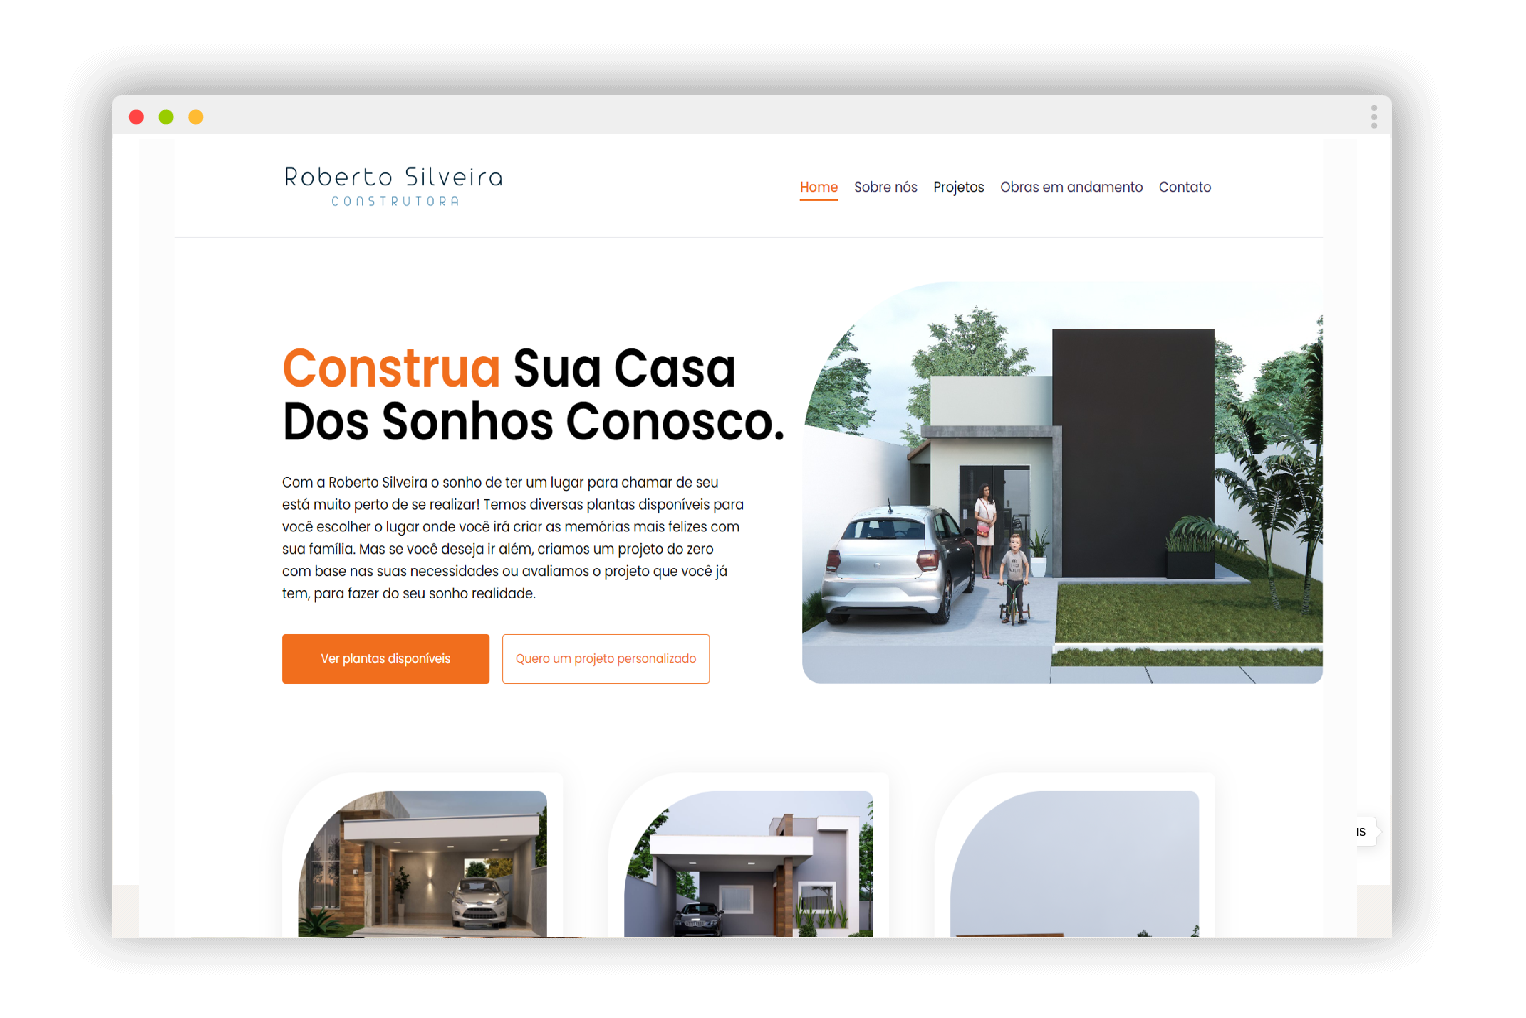 Roberto Silveira
CONSTRUTORA
Home Sobre nós Projetos Obras em andamento Contato
Construa Sua Casa
Dos Sonhos Conosco.
Com a Roberto Silveira o sonho de ter um lugar para chamar de seu
está muito perto de se realizar! Temos diversas plantas disponíveis para
você escolher o lugar onde você irá criar as memórias mais felizes com
sua família. Mas se você deseja ir além, criamos um projeto do zero
com base nas suas necessidades ou avaliamos o projeto que você já
tem, para fazer do seu sonho realidade.
Ver plantas disponíveis
Quero um projeto personalizado